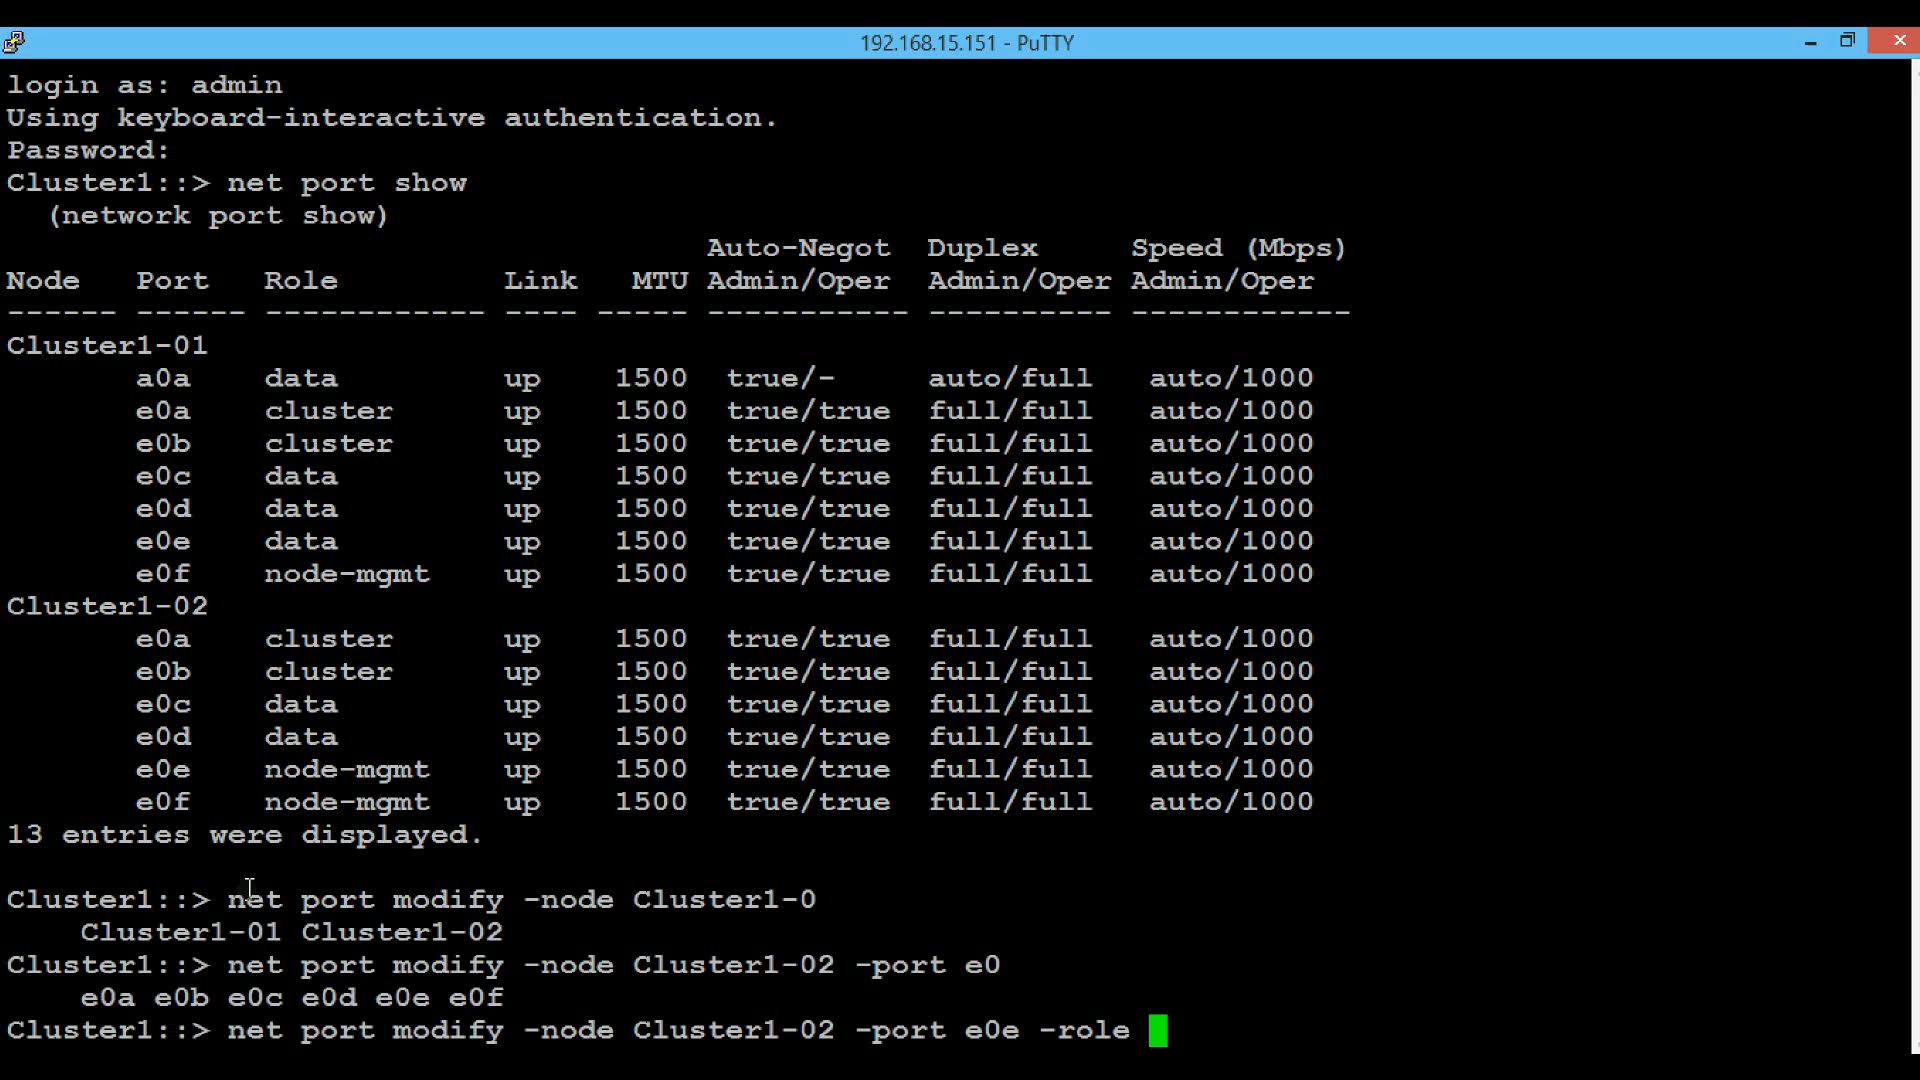 192.168.15.151 - PuTTY
login as: admin
Using keyboard-interactive authentication.
Password:
Cluster1::> net port show
  (network port show)
                                      Auto-Negot  Duplex     Speed (Mbps)
Node   Port   Role         Link   MTU Admin/Oper  Admin/Oper Admin/Oper
------ ------ ------------ ---- ----- ----------- ---------- ------------
Cluster1-01
       a0a    data         up    1500  true/-     auto/full   auto/1000
       e0a    cluster      up    1500  true/true  full/full   auto/1000
       e0b    cluster      up    1500  true/true  full/full   auto/1000
       e0c    data         up    1500  true/true  full/full   auto/1000
       e0d    data         up    1500  true/true  full/full   auto/1000
       e0e    data         up    1500  true/true  full/full   auto/1000
       e0f    node-mgmt    up    1500  true/true  full/full   auto/1000
Cluster1-02
       e0a    cluster      up    1500  true/true  full/full   auto/1000
       e0b    cluster      up    1500  true/true  full/full   auto/1000
       e0c    data         up    1500  true/true  full/full   auto/1000
       e0d    data         up    1500  true/true  full/full   auto/1000
       e0e    node-mgmt    up    1500  true/true  full/full   auto/1000
       e0f    node-mgmt    up    1500  true/true  full/full   auto/1000
13 entries were displayed.
Cluster1::> net port modify -node Cluster1-0
    Cluster1-01 Cluster1-02
Cluster1::> net port modify -node Cluster1-02 -port e0
    e0a e0b e0c e0d e0e e0f
Cluster1::> net port modify -node Cluster1-02 -port e0e -role